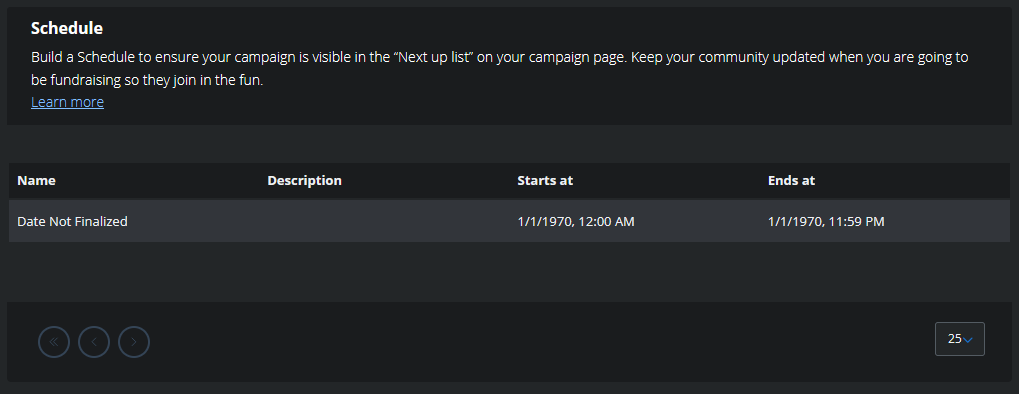 Schedule
Build a Schedule to ensure your campaign is visible in the “Next up list” on your campaign page. Keep your community updated when you are going to
be fundraising so they join in the fun.
Learn more
Name Description Starts at Ends at
Date Not Finalized 1/1/1970, 12:00 AM 1/1/1970, 11:59 PM
25